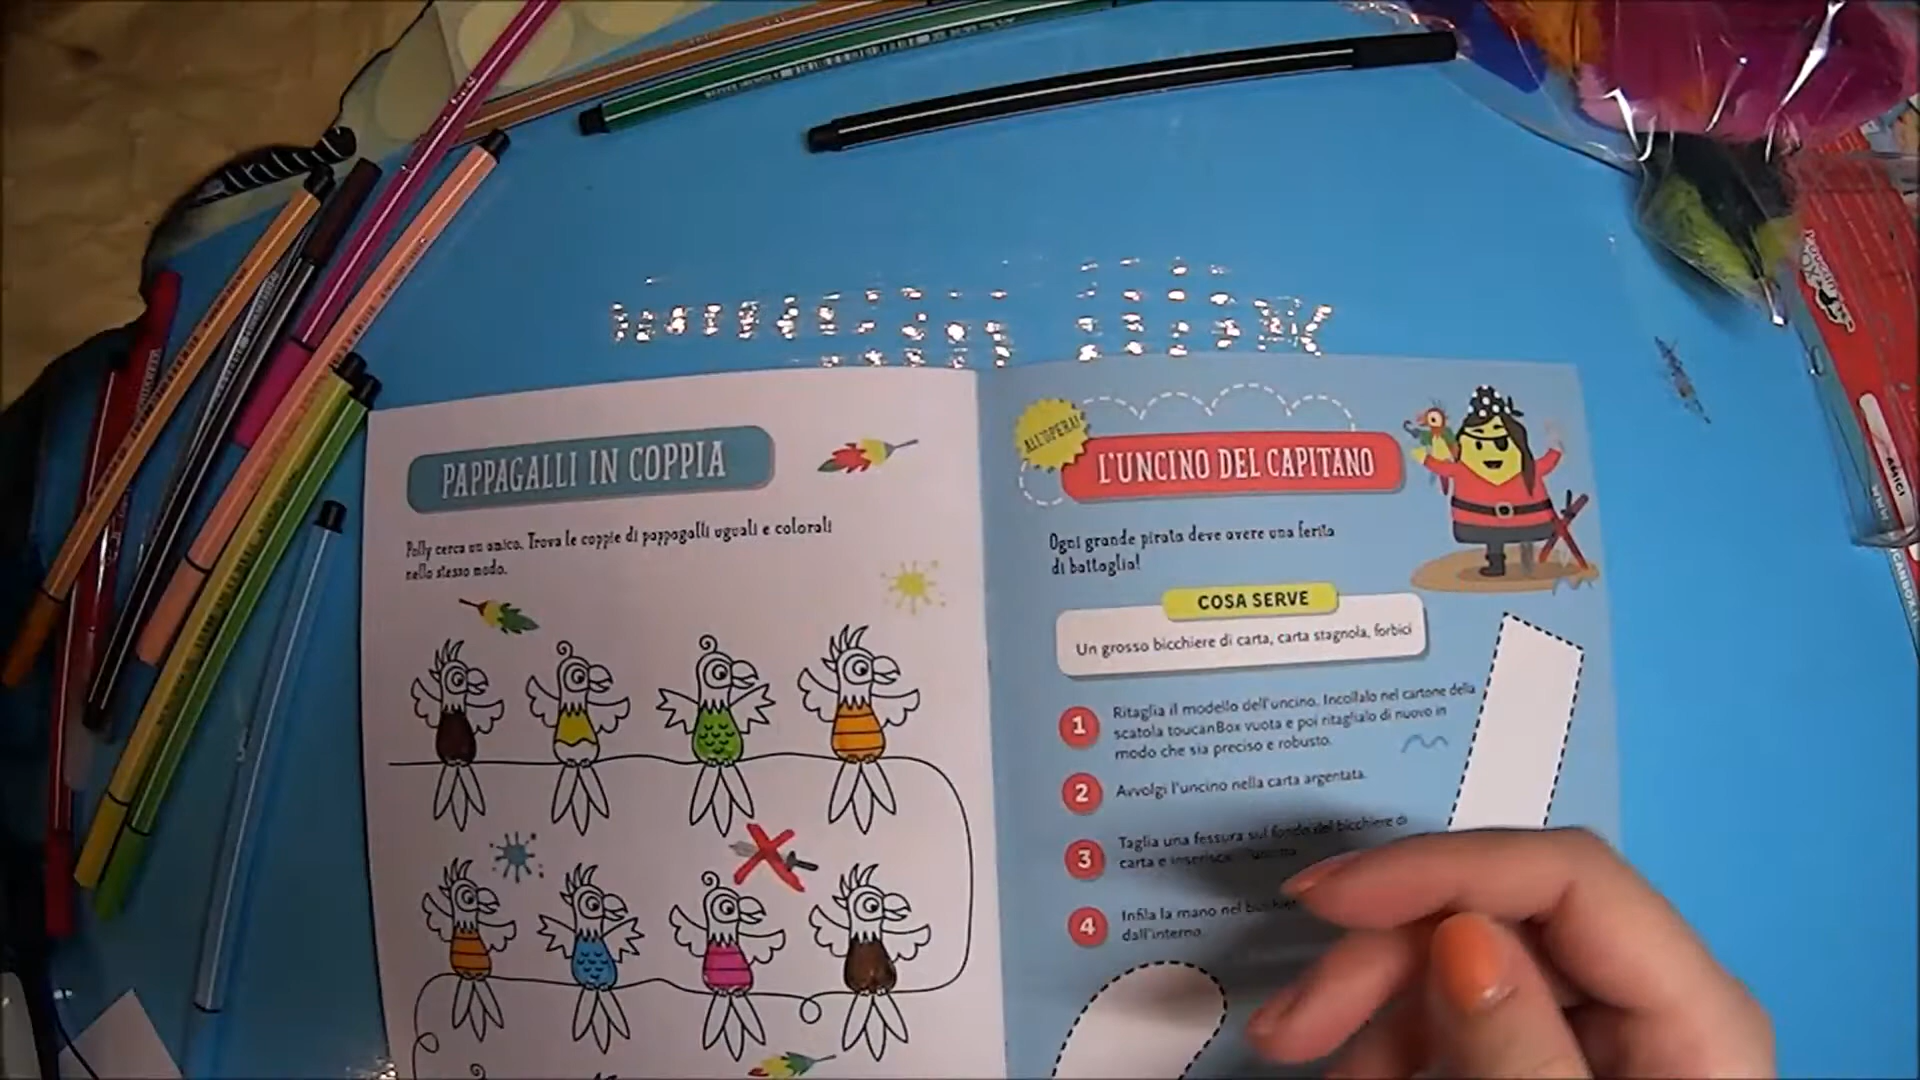 PAPPAGALLI IN COPPIA
Polly cerca un amico. Trova le coppie di pappagalli uguali e colorali
nello stesso modo.
ALL'OPERA!
L'UNCINO DEL CAPITANO
Ogni grande pirata deve avere una ferita
di battaglia!
COSA SERVE
Un grosso bicchiere di carta, carta stagnola, forbici
1 Ritaglia il modello dell'uncino. Incollalo nel cartone della
scatola toucanBox vuota e poi ritaglialo di nuovo in
modo che sia preciso e robusto.
2 Avvolgi l'uncino nella carta argentata.
3 Taglia una fessura sul fondo del bicchiere di
carta e inserisci
4 Infila la mano nel
dall'interno.
AMICI